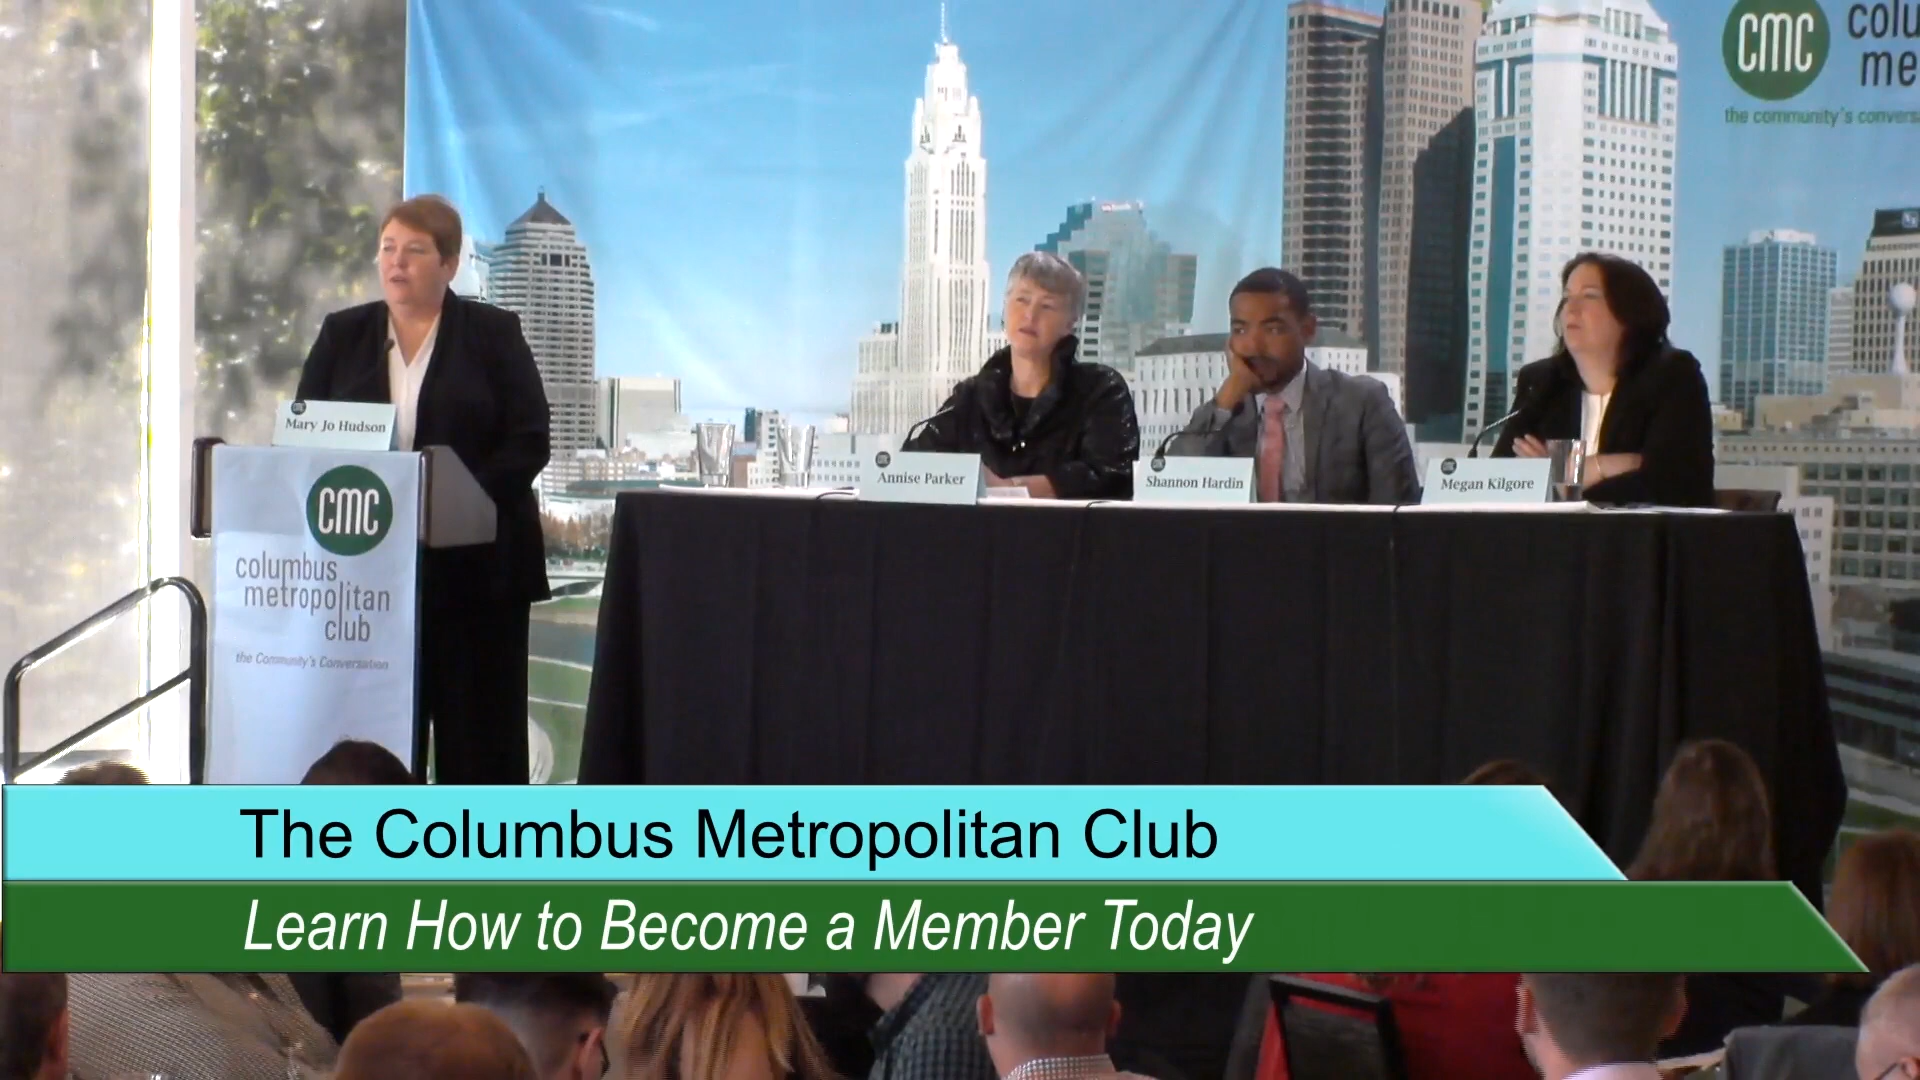 CMC
colu
me
the community's conversa
Mary Jo Hudson
Annise Parker
Shannon Hardin
Megan Kilgore
CMC
columbus
metropolitan
club
the Community's Conversation
The Columbus Metropolitan Club
Learn How to Become a Member Today